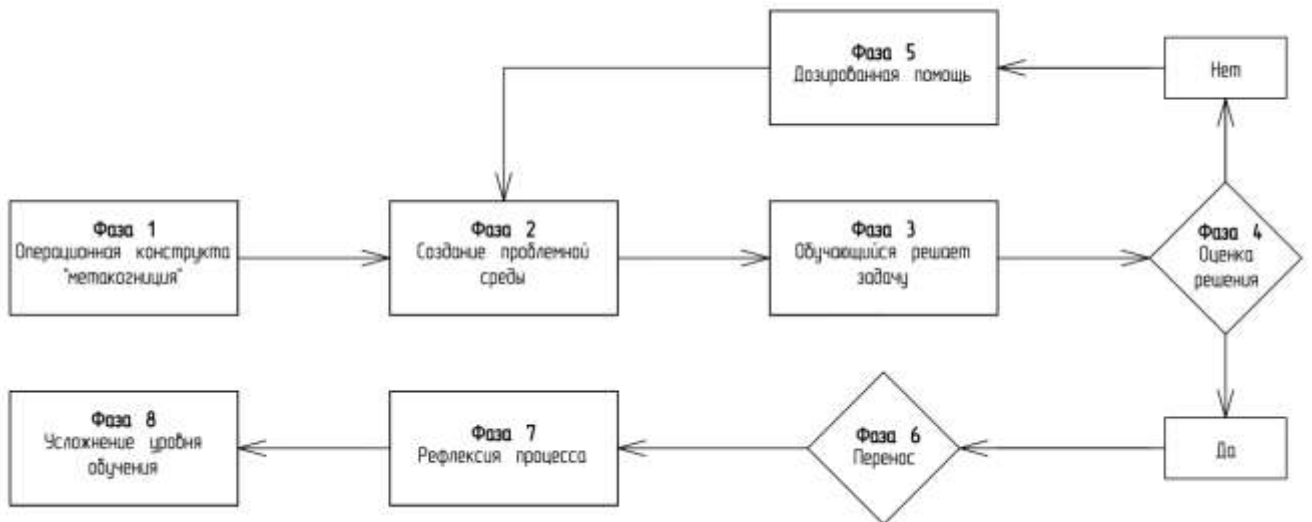 Фаза 5
Дозированная помощь
Нет
Фаза 1
Операционная конструкта
"метакогниция"
Фаза 2
Создание проблемной
среды
Фаза 3
Обучающийся решает
задачу
Фаза 4
Оценка
решения
Фаза 8
Усложнение уровня
обучения
Фаза 7
Рефлексия процесса
Фаза 6
Перенос
Да